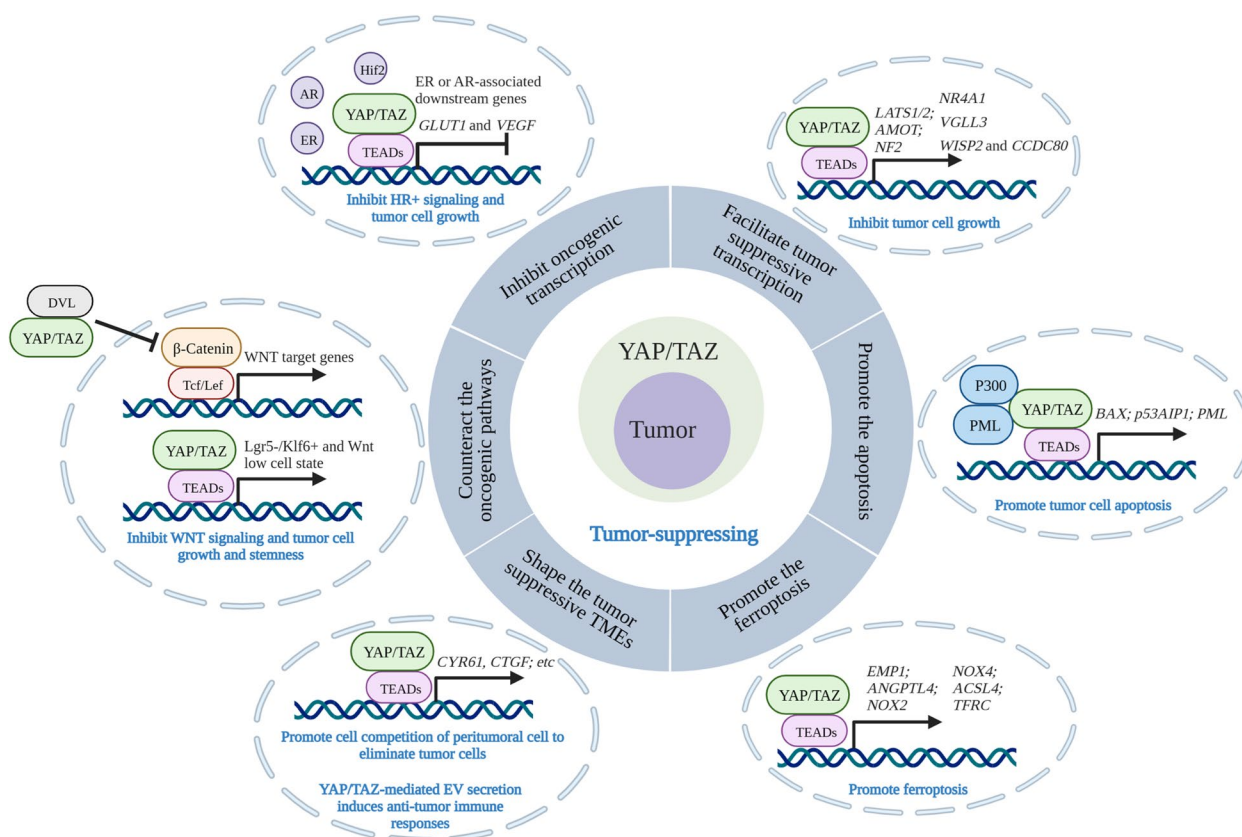 Hif2
AR
ER
YAP/TAZ
TEADs
ER or AR-associated
downstream genes
GLUT1 and VEGF
Inhibit HR+ signaling and
tumor cell growth
YAP/TAZ
TEADs
LATS1/2;
AMOT;
NF2
NR4A1
VGLL3
WISP2 and CCDC80
Inhibit tumor cell growth
DVL
YAP/TAZ
β-Catenin
Tcf/Lef
WNT target genes
YAP/TAZ
TEADs
Lgr5-/Klf6+ and Wnt
low cell state
Inhibit WNT signaling and tumor cell
growth and stemness
Inhibit oncogenic
transcription
Facilitate tumor
suppressive
transcription
Counteract the
oncogenic pathways
Promote the apoptosis
Shape the tumor
suppressive TMEs
Promote the
ferroptosis
YAP/TAZ
Tumor
Tumor-suppressing
P300
PML
YAP/TAZ
TEADs
BAX; p53AIP1; PML
Promote tumor cell apoptosis
YAP/TAZ
TEADs
CYR61, CTGF; etc
Promote cell competition of peritumoral cell to
eliminate tumor cells
YAP/TAZ-mediated EV secretion
induces anti-tumor immune
responses
YAP/TAZ
TEADs
EMP1;
ANGPTL4;
NOX2
NOX4;
ACSL4;
TFRC
Promote ferroptosis